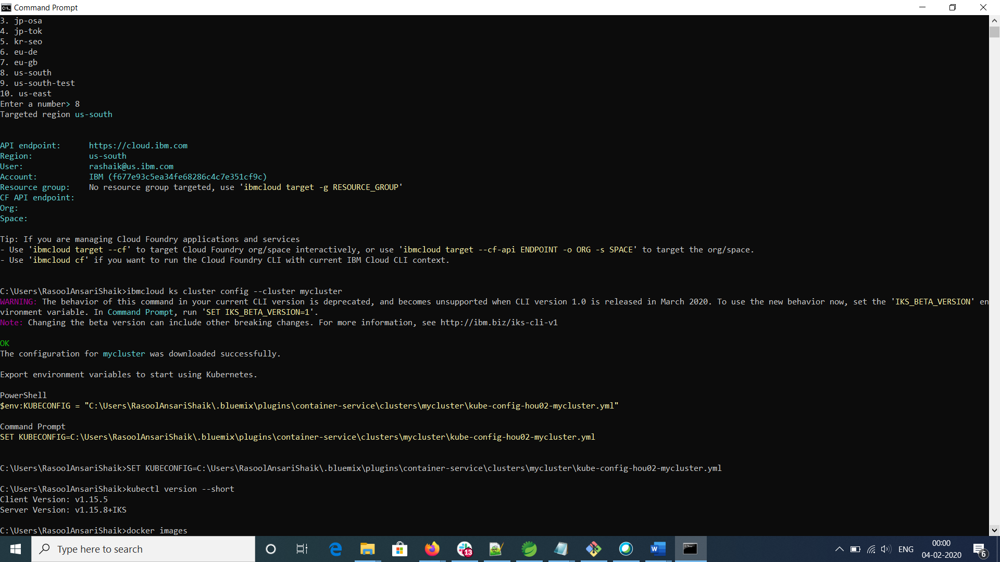 Command Prompt
3. jp-osa
4. jp-tok
5. kr-seo
6. eu-de
7. eu-gb
8. us-south
9. us-south-test
10. us-east
Enter a number> 8
Targeted region us-south
API endpoint:      https://cloud.ibm.com
Region:            us-south
User:              rashaik@us.ibm.com
Account:           IBM (f677e93c5ea34fe68286c4c7e351cf9c)
Resource group:    No resource group targeted, use 'ibmcloud target -g RESOURCE_GROUP'
CF API endpoint:
Org:
Space:
Tip: If you are managing Cloud Foundry applications and services
- Use 'ibmcloud target --cf' to target Cloud Foundry org/space interactively, or use 'ibmcloud target --cf-api ENDPOINT -o ORG -s SPACE' to target the org/space.
- Use 'ibmcloud cf' if you want to run the Cloud Foundry CLI with current IBM Cloud CLI context.
C:\Users\RasoolAnsariShaik>ibmcloud ks cluster config --cluster mycluster
WARNING: The behavior of this command in your current CLI version is deprecated, and becomes unsupported when CLI version 1.0 is released in March 2020. To use the new behavior now, set the 'IKS_BETA_VERSION' en
vironment variable. In Command Prompt, run 'SET IKS_BETA_VERSION=1'.
Note: Changing the beta version can include other breaking changes. For more information, see http://ibm.biz/iks-cli-v1
OK
The configuration for mycluster was downloaded successfully.
Export environment variables to start using Kubernetes.
PowerShell
$env:KUBECONFIG = "C:\Users\RasoolAnsariShaik\.bluemix\plugins\container-service\clusters\mycluster\kube-config-hou02-mycluster.yml"
Command Prompt
SET KUBECONFIG=C:\Users\RasoolAnsariShaik\.bluemix\plugins\container-service\clusters\mycluster\kube-config-hou02-mycluster.yml
C:\Users\RasoolAnsariShaik>SET KUBECONFIG=C:\Users\RasoolAnsariShaik\.bluemix\plugins\container-service\clusters\mycluster\kube-config-hou02-mycluster.yml
C:\Users\RasoolAnsariShaik>kubectl version --short
Client Version: v1.15.5
Server Version: v1.15.8+IKS
C:\Users\RasoolAnsariShaik>docker images
Type here to search
13
ENG
00:00
04-02-2020
6